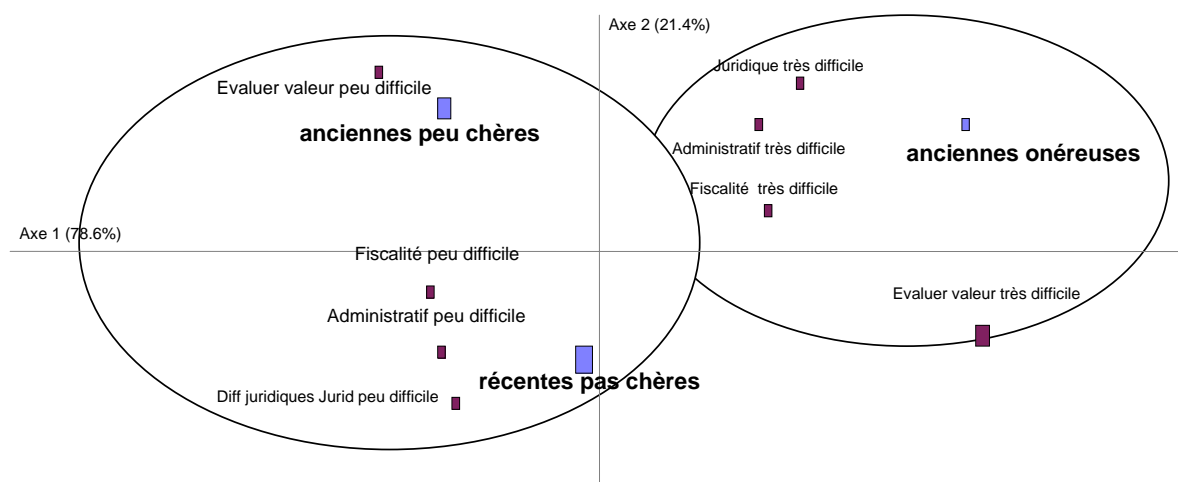 Axe 2 (21.4%)
Juridique très difficile
Evaluer valeur peu difficile
anciennes peu chères
Administratif très difficile
anciennes onéreuses
Fiscalité  très difficile
Axe 1 (78.6%)
Fiscalité peu difficile
Evaluer valeur très difficile
Administratif peu difficile
récentes pas chères
Diff juridiques Jurid peu difficile